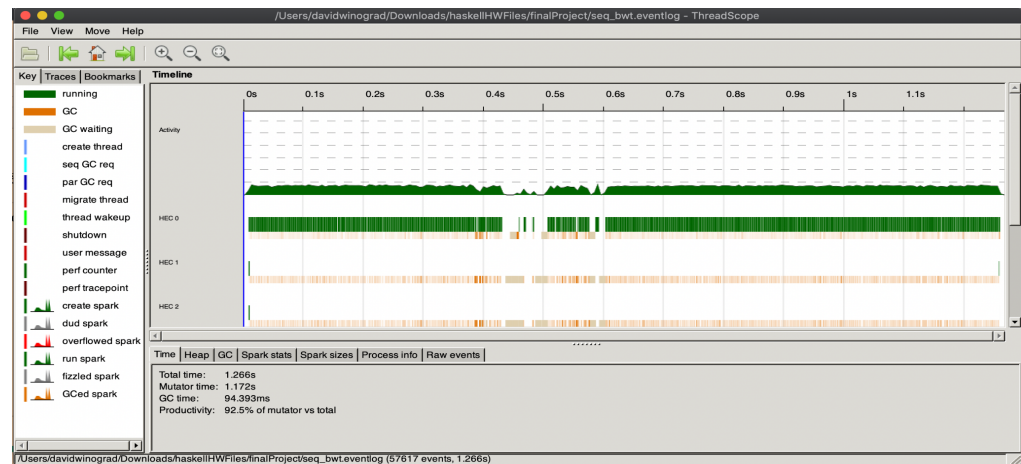 /Users/davidwinograd/Downloads/haskellHWFiles/finalProject/seq_bwt.eventlog - ThreadScope
File View Move Help
Key Traces Bookmarks
running
GC
GC waiting
create thread
seq GC req
par GC req
migrate thread
thread wakeup
shutdown
user message
perf counter
perf tracepoint
create spark
dud spark
overflowed spark
run spark
fizzled spark
GCed spark
Timeline
0s 0.1s 0.2s 0.3s 0.4s 0.5s 0.6s 0.7s 0.8s 0.9s 1s 1.1s
Activity
HEC 0
HEC 1
HEC 2
Time Heap GC Spark stats Spark sizes Process info Raw events
Total time: 1.266s
Mutator time: 1.172s
GC time: 94.393ms
Productivity: 92.5% of mutator vs total
/Users/davidwinograd/Downloads/haskellHWFiles/finalProject/seq_bwt.eventlog (57617 events, 1.266s)